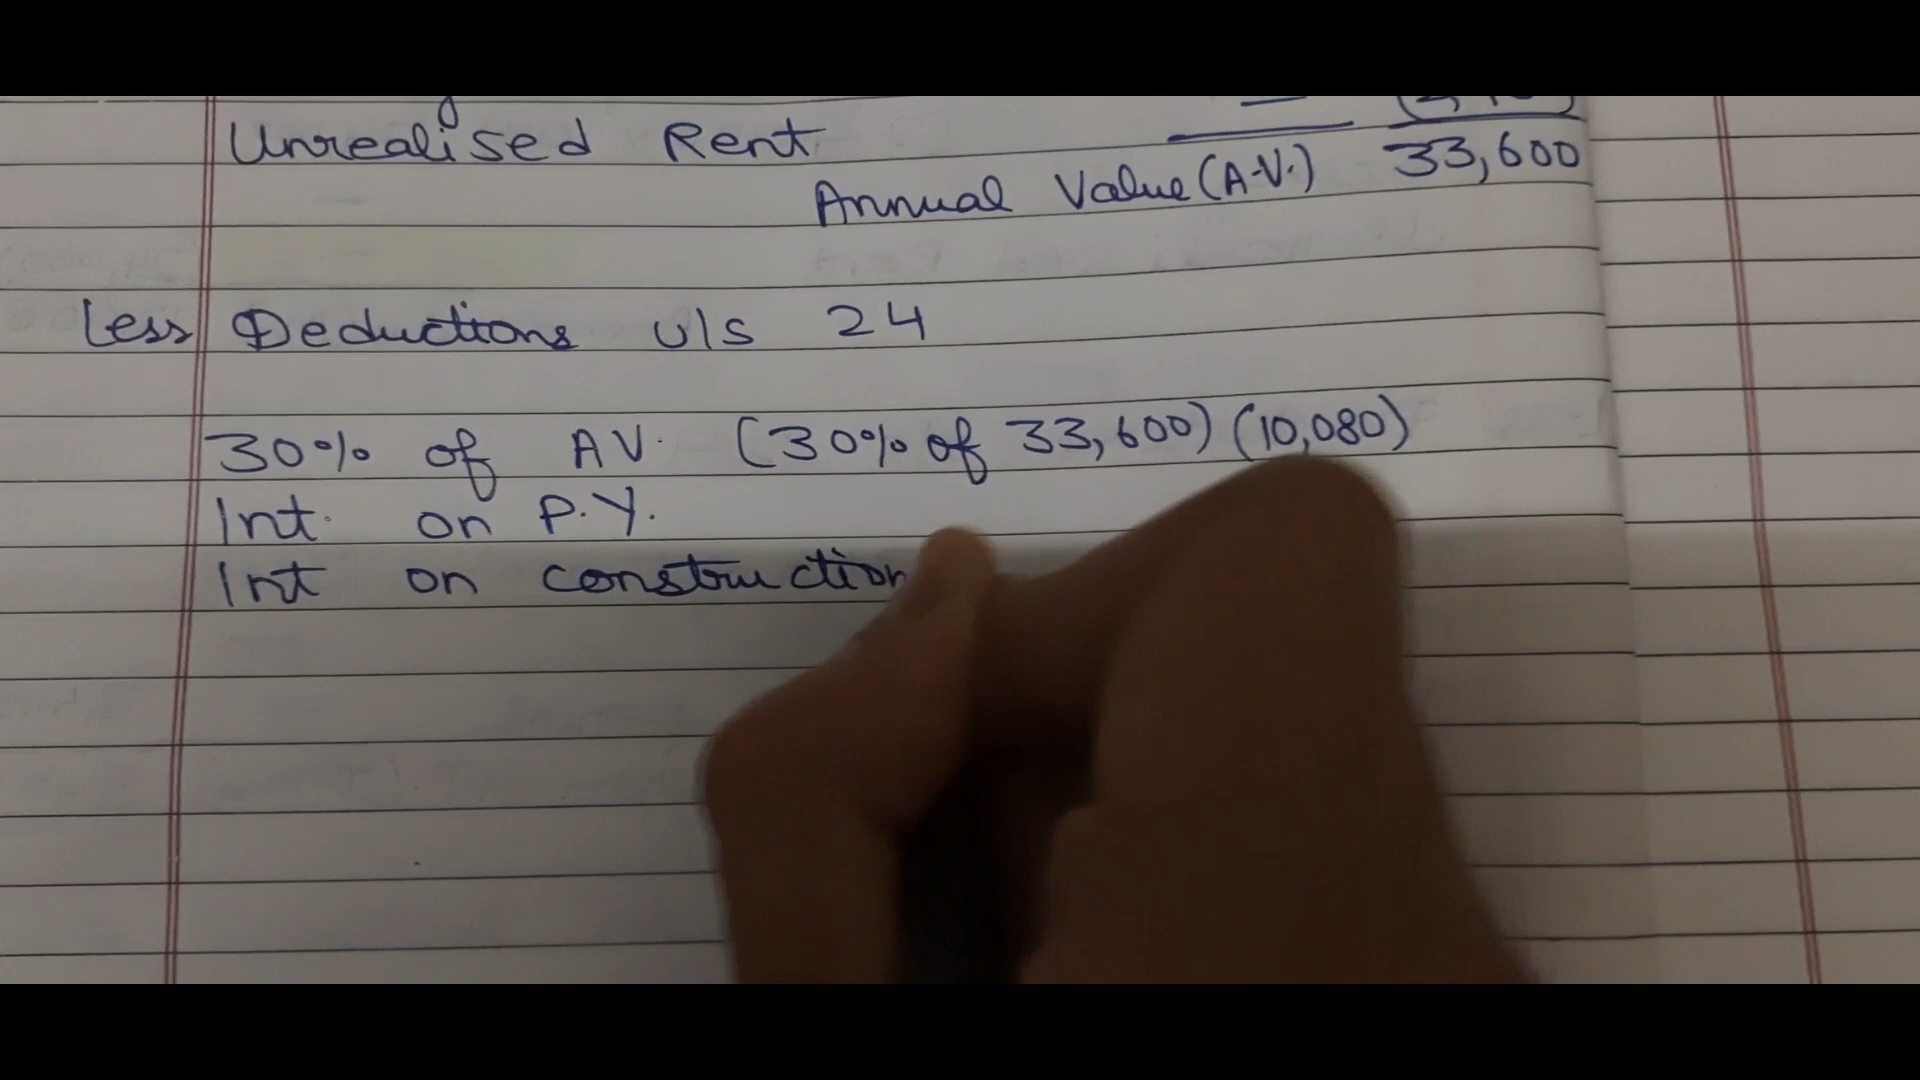 Unrealised Rent —
Annual Value (A.V.) 33,600
Less Deductions u/s 24
30% of A V. (30% of 33,600) (10,080)
Int. on P.Y.
Int on construction